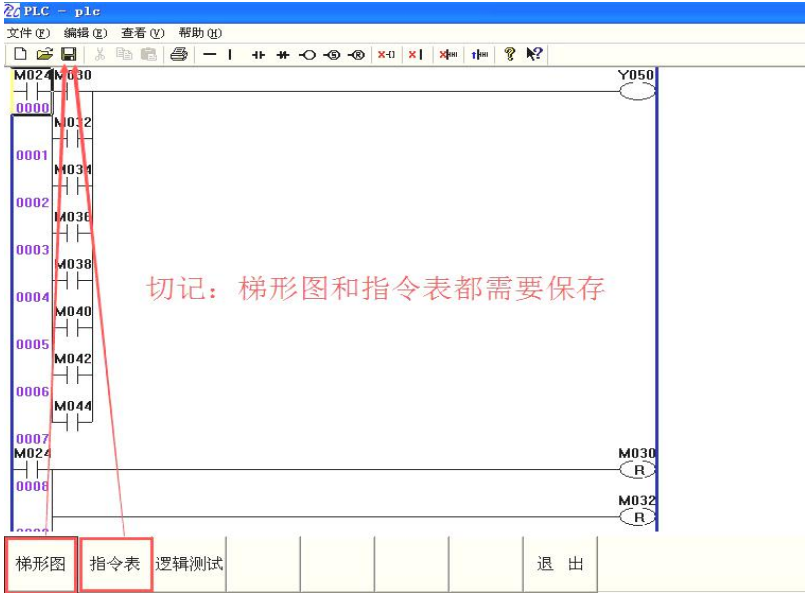 PLC - plc
文件(F) 编辑(E) 查看(V) 帮助(H)
M024 M030 Y050
0000
M032
0001
M034
0002
M036
0003
M038
切记：梯形图和指令表都需要保存
0004
M040
0005
M042
0006
M044
0007
M024 M030
R
0008
M032
R
梯形图 指令表 逻辑测试 退 出